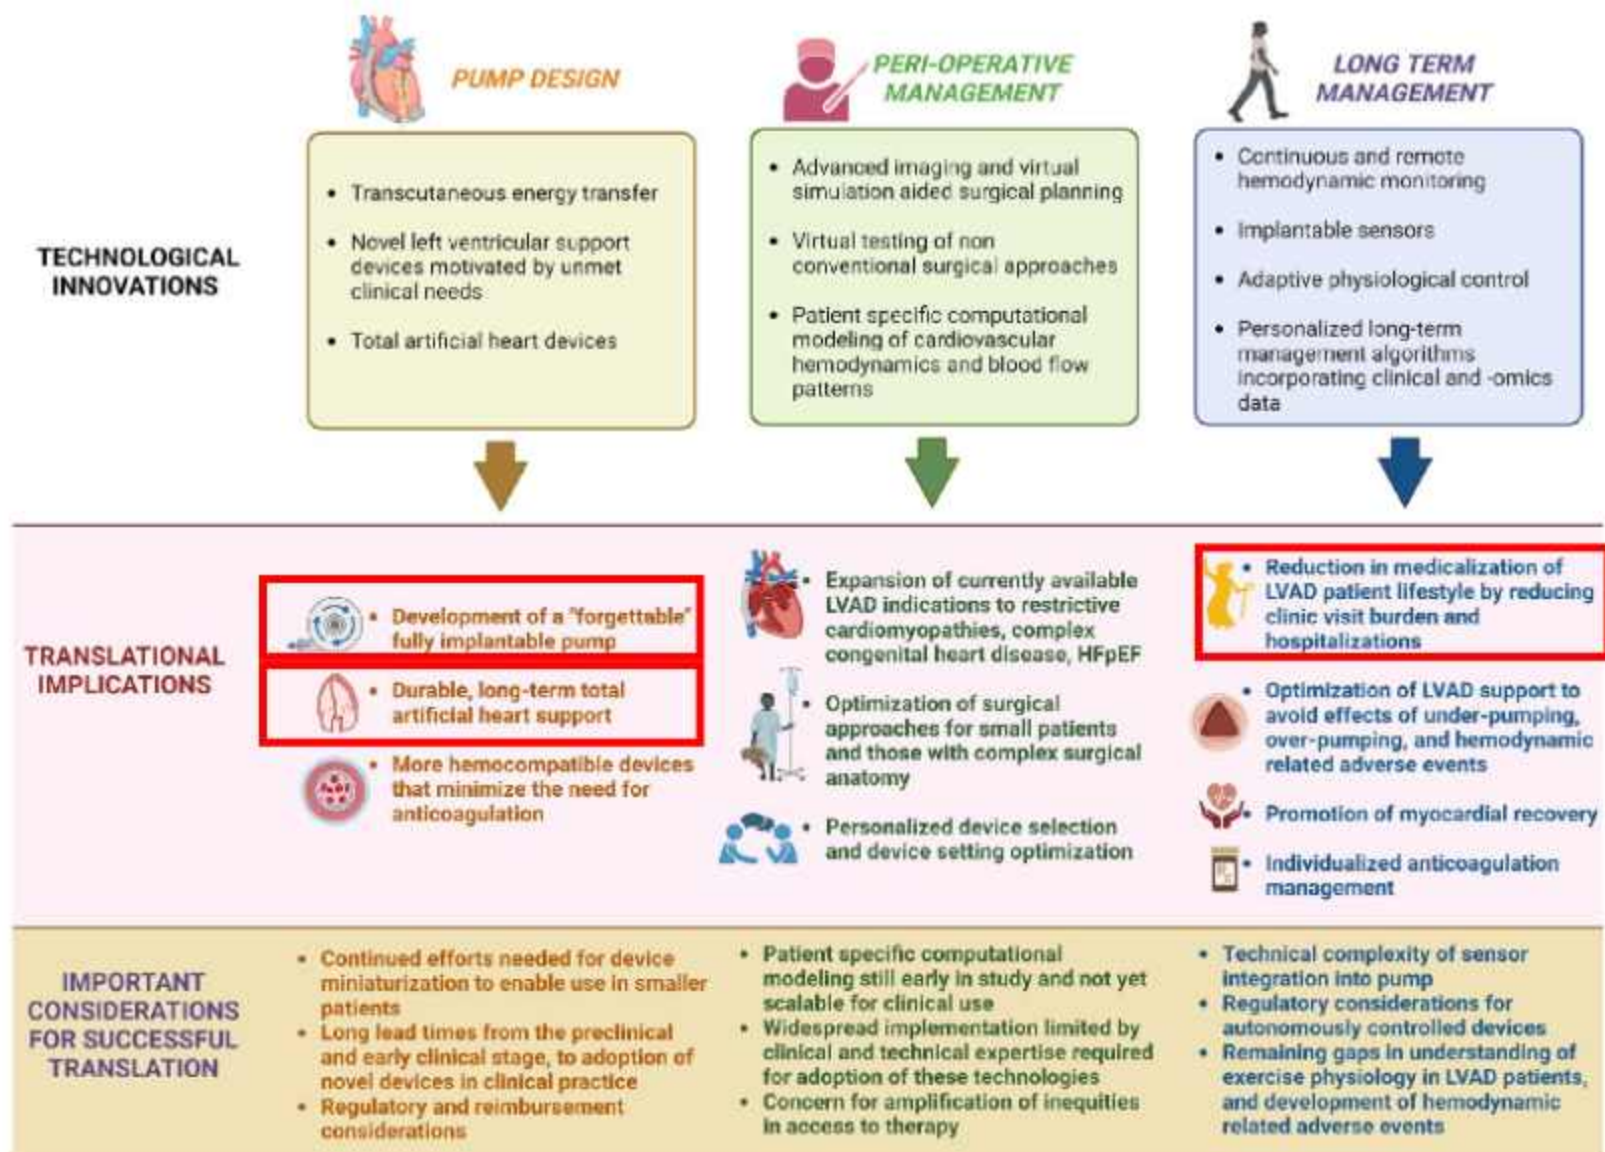 PUMP DESIGN
PERI-OPERATIVE
MANAGEMENT
LONG TERM
MANAGEMENT
TECHNOLOGICAL
INNOVATIONS
• Transcutaneous energy transfer
• Novel left ventricular support
devices motivated by unmet
clinical needs
• Total artificial heart devices
• Advanced imaging and virtual
simulation aided surgical planning
• Virtual testing of non
conventional surgical approaches
• Patient specific computational
modeling of cardiovascular
hemodynamics and blood flow
patterns
• Continuous and remote
hemodynamic monitoring
• Implantable sensors
• Adaptive physiological control
• Personalized long-term
management algorithms
incorporating clinical and -omics
data
TRANSLATIONAL
IMPLICATIONS
• Development of a "forgettable"
fully implantable pump
• Durable, long-term total
artificial heart support
• More hemocompatible devices
that minimize the need for
anticoagulation
• Expansion of currently available
LVAD indications to restrictive
cardiomyopathies, complex
congenital heart disease, HFpEF
• Optimization of surgical
approaches for small patients
and those with complex surgical
anatomy
• Personalized device selection
and device setting optimization
• Reduction in medicalization of
LVAD patient lifestyle by reducing
clinic visit burden and
hospitalizations
• Optimization of LVAD support to
avoid effects of under-pumping,
over-pumping, and hemodynamic
related adverse events
• Promotion of myocardial recovery
• Individualized anticoagulation
management
IMPORTANT
CONSIDERATIONS
FOR SUCCESSFUL
TRANSLATION
• Continued efforts needed for device
miniaturization to enable use in smaller
patients
• Long lead times from the preclinical
and early clinical stage, to adoption of
novel devices in clinical practice
• Regulatory and reimbursement
considerations
• Patient specific computational
modeling still early in study and not yet
scalable for clinical use
• Widespread implementation limited by
clinical and technical expertise required
for adoption of these technologies
• Concern for amplification of inequities
in access to therapy
• Technical complexity of sensor
integration into pump
• Regulatory considerations for
autonomously controlled devices
• Remaining gaps in understanding of
exercise physiology in LVAD patients,
and development of hemodynamic
related adverse events